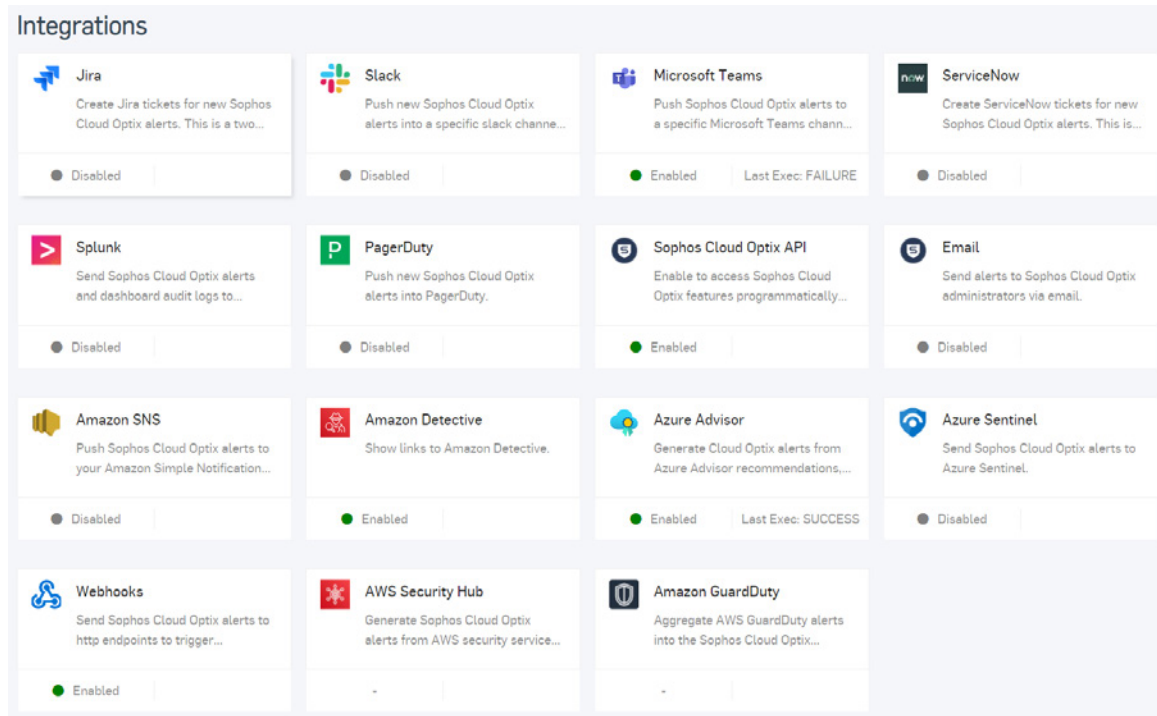 Integrations
Jira
Create Jira tickets for new Sophos
Cloud Optix alerts. This is a two...
Disabled
Slack
Push new Sophos Cloud Optix
alerts into a specific slack channe...
Disabled
Microsoft Teams
Push Sophos Cloud Optix alerts to
a specific Microsoft Teams chann...
Enabled Last Exec: FAILURE
now
ServiceNow
Create ServiceNow tickets for new
Sophos Cloud Optix alerts. This is...
Disabled
Splunk
Send Sophos Cloud Optix alerts
and dashboard audit logs to...
Disabled
P
PagerDuty
Push new Sophos Cloud Optix
alerts into PagerDuty.
Disabled
S
Sophos Cloud Optix API
Enable to access Sophos Cloud
Optix features programmatically...
Enabled
S
Email
Send alerts to Sophos Cloud Optix
administrators via email.
Disabled
Amazon SNS
Push Sophos Cloud Optix alerts to
your Amazon Simple Notification...
Disabled
Amazon Detective
Show links to Amazon Detective.
Enabled
Azure Advisor
Generate Cloud Optix alerts from
Azure Advisor recommendations,...
Enabled Last Exec: SUCCESS
Azure Sentinel
Send Sophos Cloud Optix alerts to
Azure Sentinel.
Disabled
Webhooks
Send Sophos Cloud Optix alerts to
http endpoints to trigger...
Enabled
AWS Security Hub
Generate Sophos Cloud Optix
alerts from AWS security service...
-
Amazon GuardDuty
Aggregate AWS GuardDuty alerts
into the Sophos Cloud Optix...
-